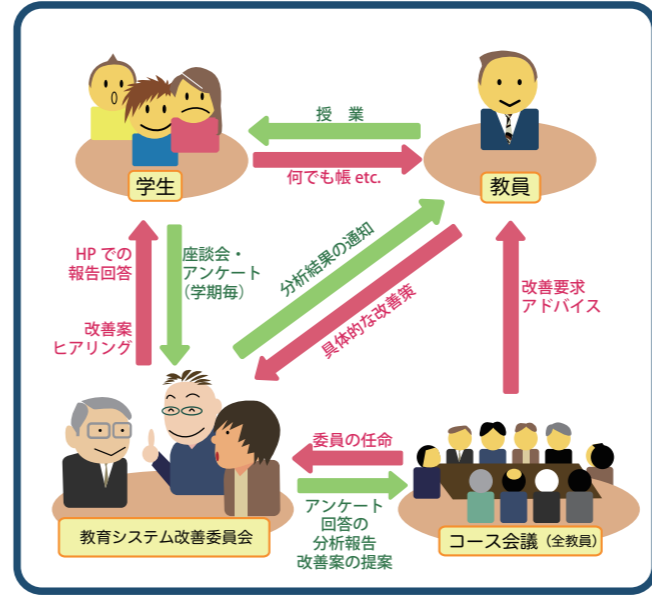 授 業
何でも帳 etc.
学生
教員
HP での
報告回答
改善案
ヒアリング
座談会・
アンケート
(学期毎)
分析結果の通知
具体的な改善策
改善要求
アドバイス
委員の任命
アンケート
回答の
分析報告
改善案の提案
教育システム改善委員会
コース会議 (全教員)